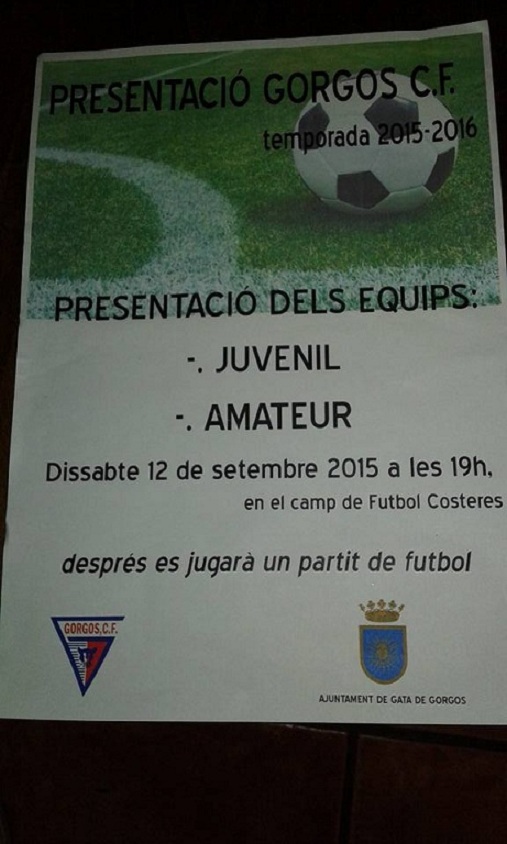 PRESENTACIÓ GORGOS C.F.
temporada 2015-2016
PRESENTACIÓ DELS EQUIPS:
-. JUVENIL
-. AMATEUR
Dissabte 12 de setembre 2015 a les 19h,
en el camp de Futbol Costeres
després es jugarà un partit de futbol
GORGOS,C.F.
AJUNTAMENT DE GATA DE GORGOS